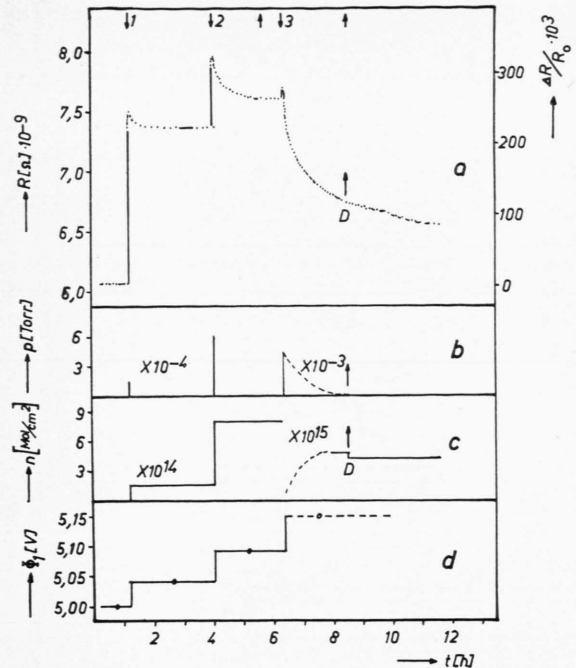 ↓1 ↓2 ↑ ↓3 ↑
8,0
7,5
7,0
6,5
6,0
R[Ω]·10-9
300
200
100
0
ΔR/R₀·10³
a
D
6
3
p[Torr]
X10-4
X10-3
b
9
6
3
n[Mol/cm²]
X10¹⁴
X10¹⁵
D
c
5,15
5,10
5,05
5,00
Φ₁[V]
d
2 4 6 8 10 12
t[h]